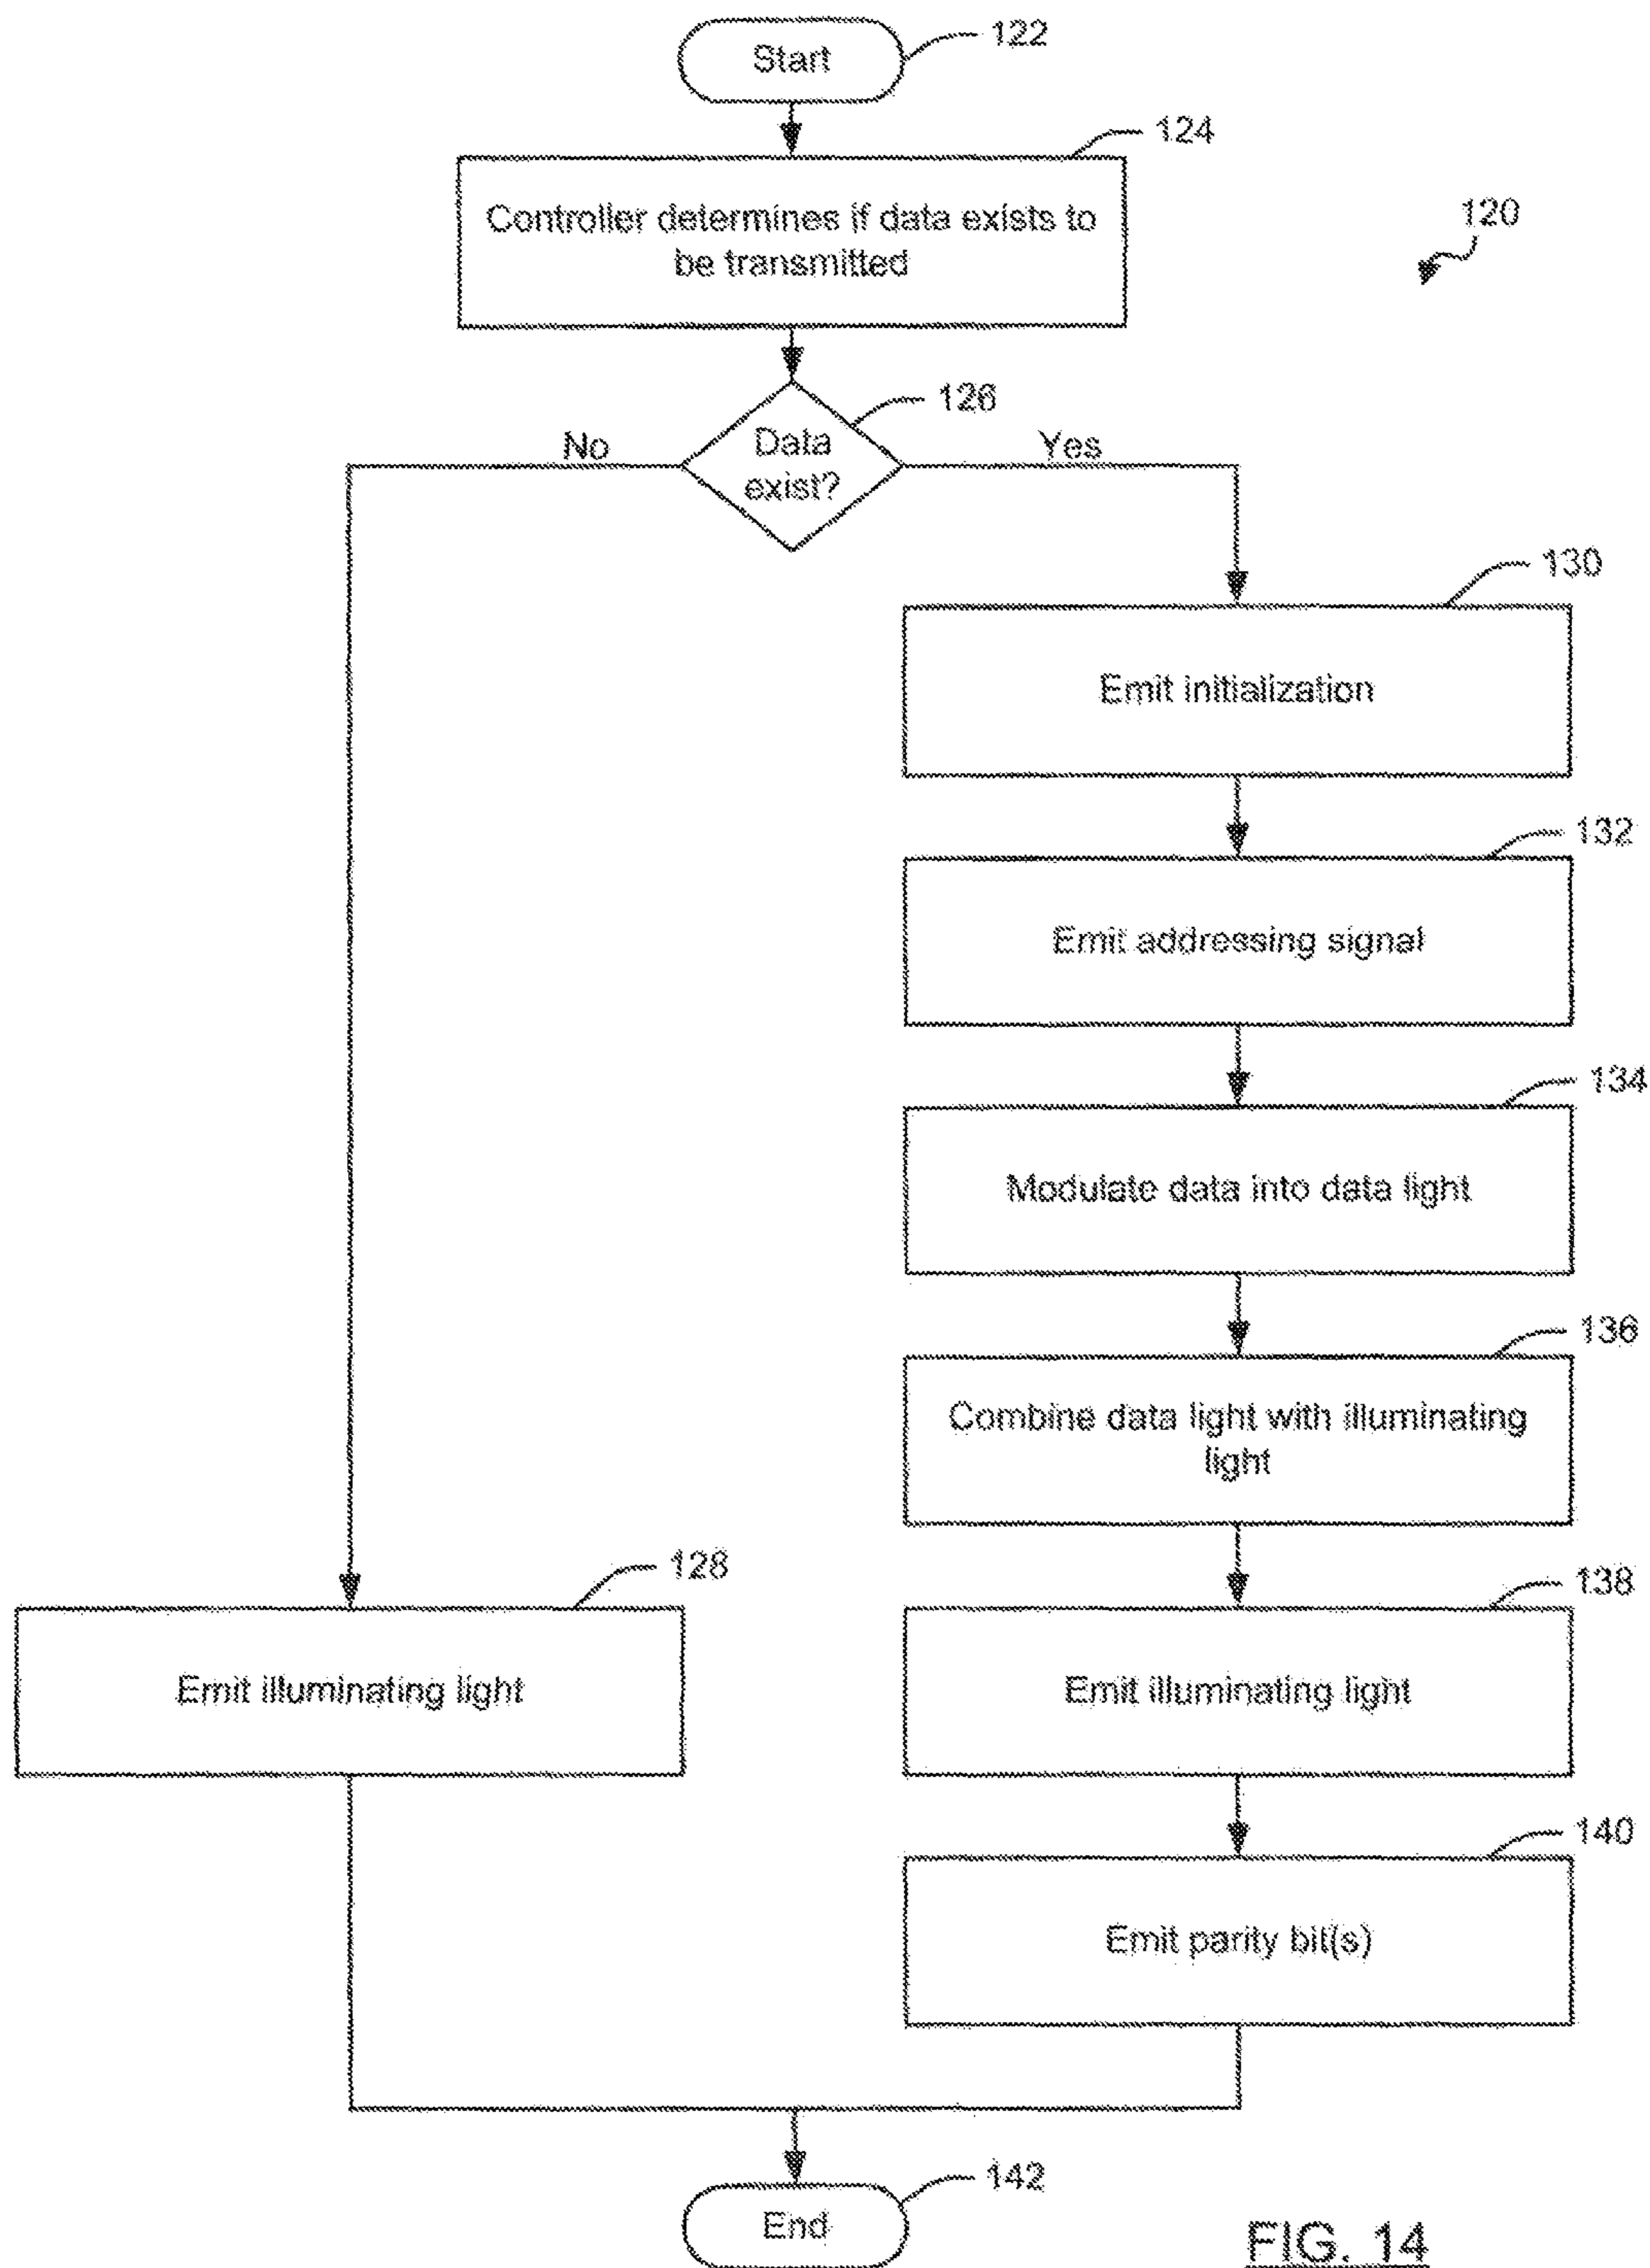 Start
122
124
Controller determines if data exists to
be transmitted
120
126
Data
exist?
No
Yes
130
Emit initialization
132
Emit addressing signal
134
Modulate data into data light
136
Combine data light with illuminating
light
128
Emit illuminating light
138
Emit illuminating light
140
Emit parity bit(s)
142
End
FIG. 14